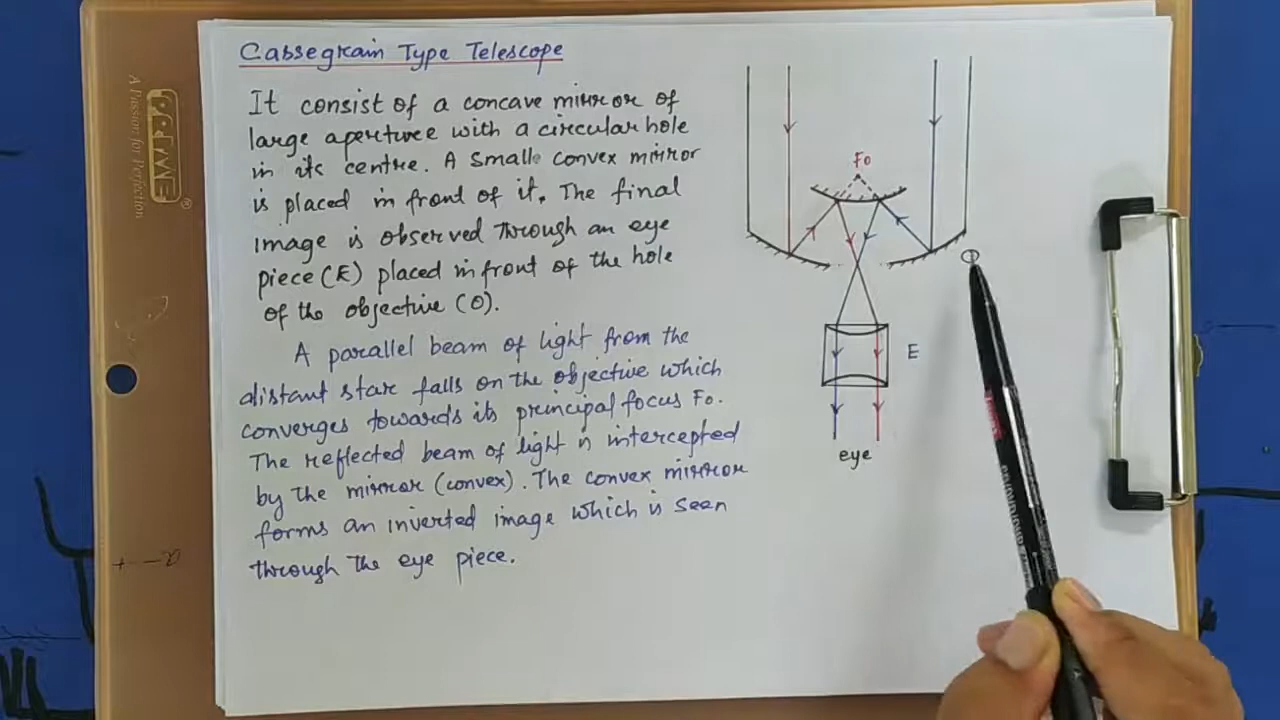 Cassegrain Type Telescope
It consist of a concave mirror of
large aperture with a circular hole
in its centre. A small convex mirror
is placed in front of it. The final
image is observed through an eye
piece (E) placed in front of the hole
of the objective (O).
A parallel beam of light from the
distant star falls on the objective which
converges towards its principal focus Fo.
The reflected beam of light is intercepted
by the mirror (convex). The convex mirror
forms an inverted image which is seen
through the eye piece.
Fo
O
E
eye
PRIME
A Passion for Perfection